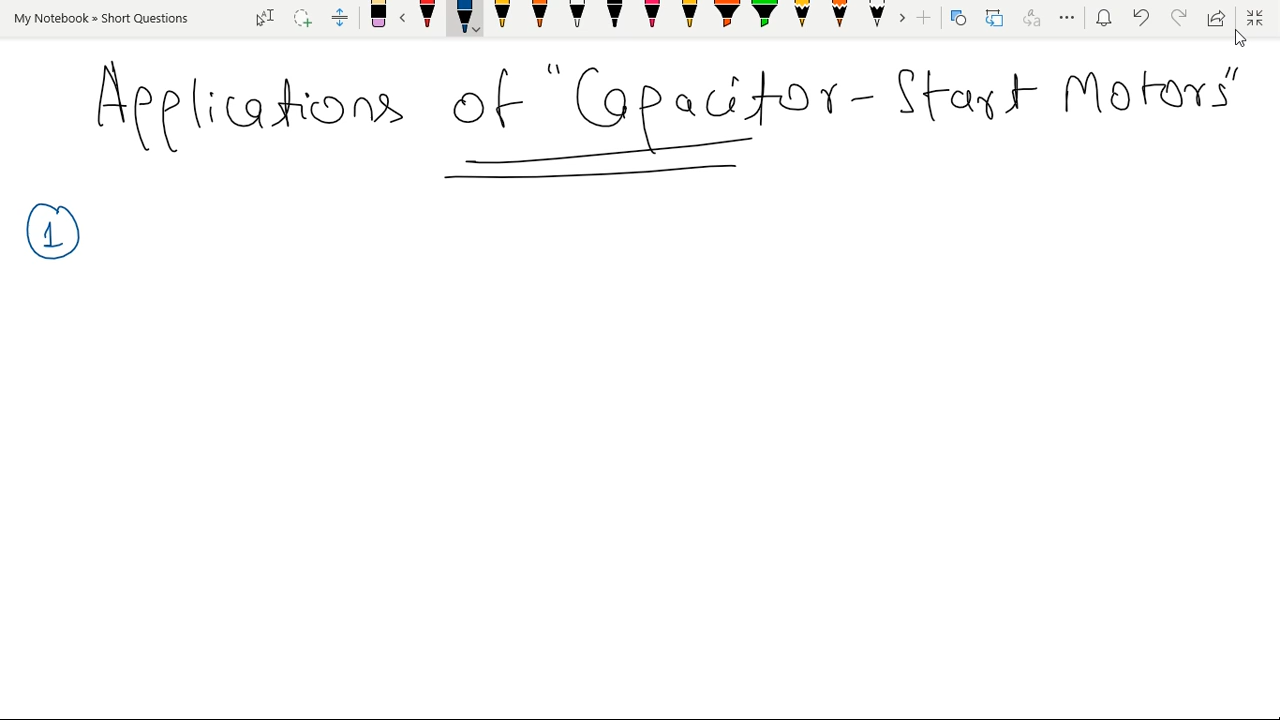 My Notebook » Short Questions
Applications of "Capacitor - Start Motors"
1